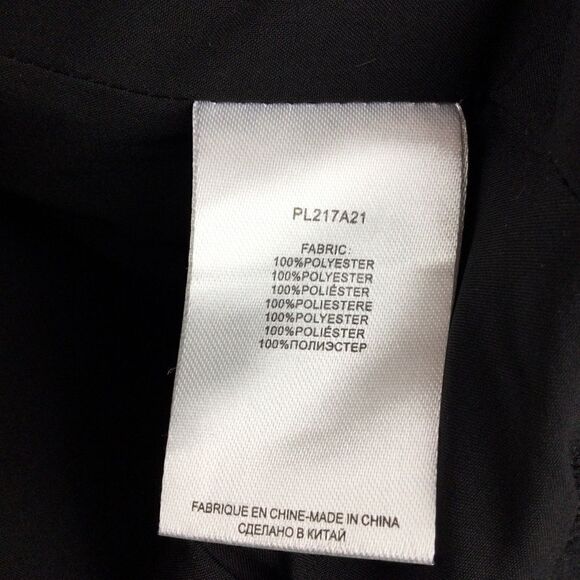 PL217A21
FABRIC:
100%POLYESTER
100%POLYESTER
100%POLIÉSTER
100%POLIESTERE
100%POLYESTER
100%POLIÉSTER
100%ПОЛИЭСТЕР
FABRIQUE EN CHINE-MADE IN CHINA
СДЕЛАНО В КИТАЙ